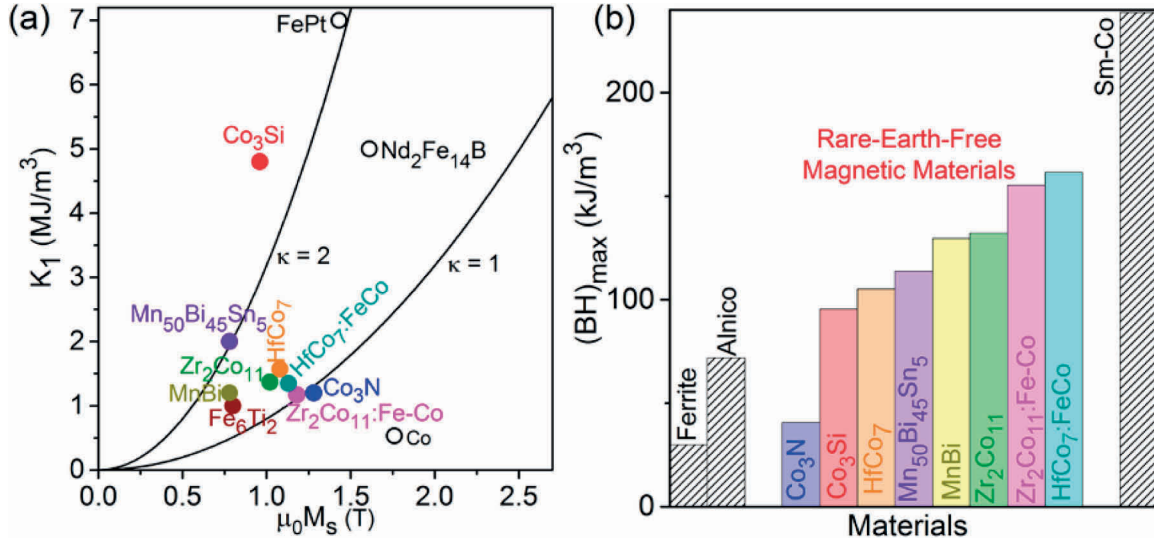 (a)
7
6
5
4
3
2
1
0
K₁ (MJ/m³)
FePt
Co₃Si
Nd₂Fe₁₄B
κ = 2
κ = 1
Mn₅₀Bi₄₅Sn₅
HfCo₇
HfCo₇:FeCo
Zr₂Co₁₁
MnBi
Co₃N
Fe₆Ti₂
Zr₂Co₁₁:Fe-Co
Co
0.0 0.5 1.0 1.5 2.0 2.5
μ₀Mₛ (T)
(b)
200
100
0
(BH)max (kJ/m³)
Rare-Earth-Free
Magnetic Materials
Ferrite
Alnico
Co₃N
Co₃Si
HfCo₇
Mn₅₀Bi₄₅Sn₅
MnBi
Zr₂Co₁₁
Zr₂Co₁₁:Fe-Co
HfCo₇:FeCo
Sm-Co
Materials